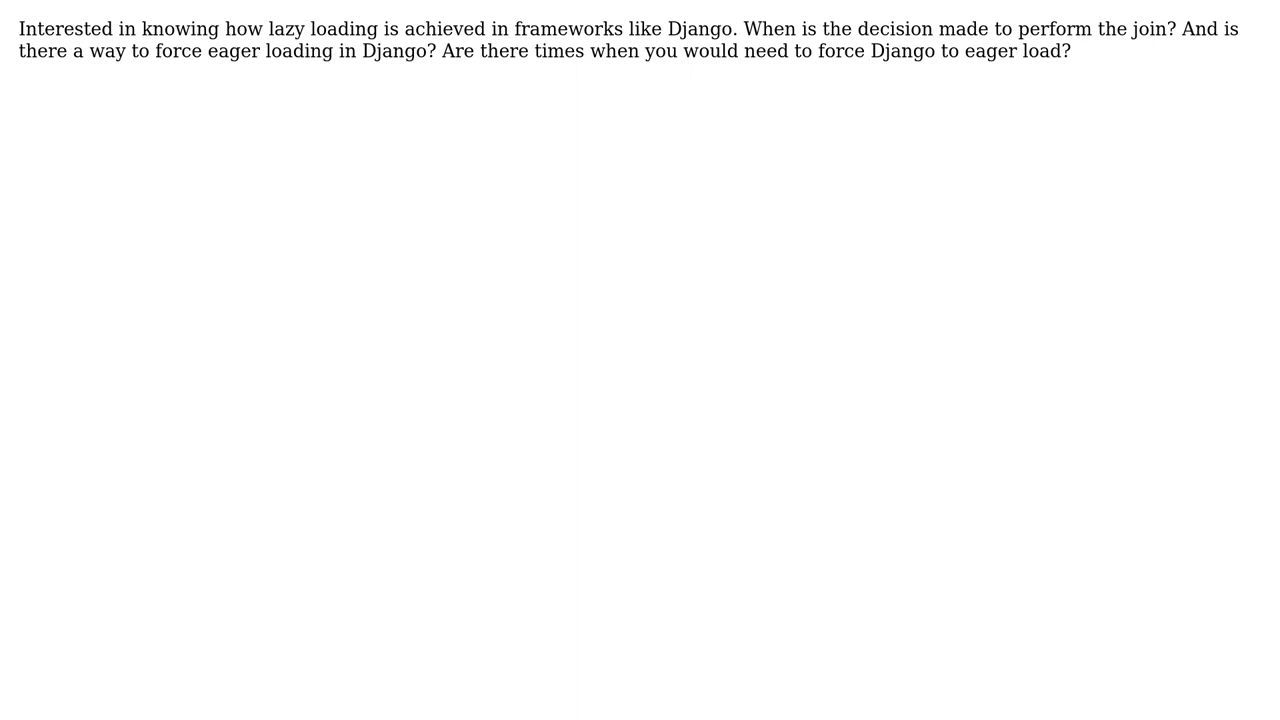 Interested in knowing how lazy loading is achieved in frameworks like Django. When is the decision made to perform the join? And is
there a way to force eager loading in Django? Are there times when you would need to force Django to eager load?